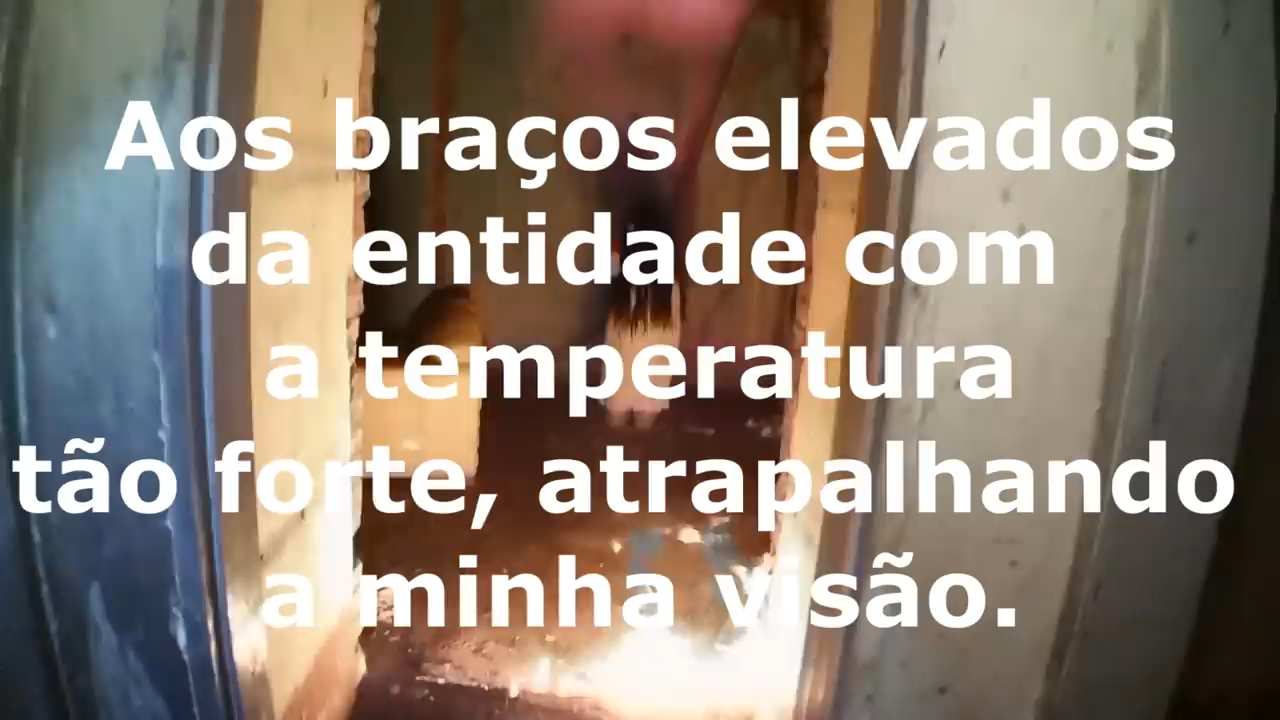 Aos braços elevados
da entidade com
a temperatura
tão forte, atrapalhando
a minha visão.